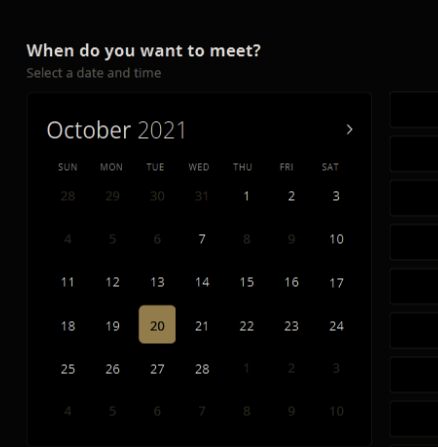 When do you want to meet?
Select a date and time
October 2021
SUN MON TUE WED THU FRI SAT
28 29 30 31 1 2 3
4 5 6 7 8 9 10
11 12 13 14 15 16 17
18 19 20 21 22 23 24
25 26 27 28 1 2 3
4 5 6 7 8 9 10